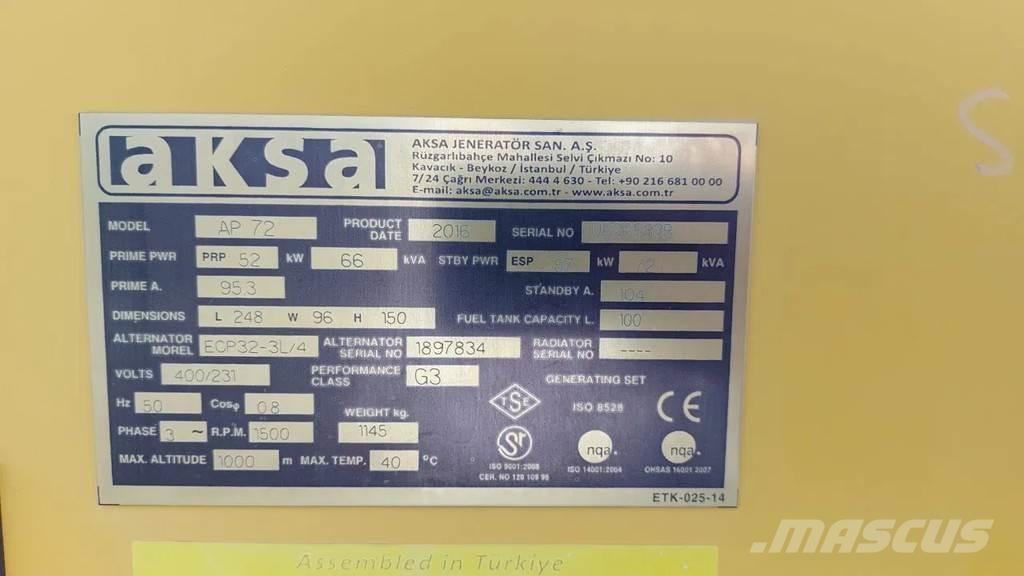 aksa
AKSA JENERATÖR SAN. A.Ş.
Rüzgarlıbahçe Mahallesi Selvi Çıkmazı No: 10
Kavacık - Beykoz / İstanbul / Türkiye
7/24 Çağrı Merkezi: 444 4 630 - Tel: +90 216 681 00 00
E-mail: aksa@aksa.com.tr - www.aksa.com.tr
MODEL AP 72 PRODUCT DATE 2016 SERIAL NO
PRIME PWR PRP 52 kW 66 kVA STBY PWR ESP kW 72 kVA
PRIME A. 95.3 STANDBY A. 104
DIMENSIONS L 248 W 96 H 150 FUEL TANK CAPACITY L. 100
ALTERNATOR MOREL ECP32-3L/4 ALTERNATOR SERIAL NO 1897834 RADIATOR SERIAL NO ----
VOLTS 400/231 PERFORMANCE CLASS G3 GENERATING SET
Hz 50 Cosφ 0.8 WEIGHT kg. TSE ISO 8528 CE
PHASE 3 ~ R.P.M. 1500 1145 nqa. nqa.
MAX. ALTITUDE 1000 m MAX. TEMP. 40 °C ISO 9001:2008 ISO 14001:2004 OHSAS 18001 2007
ETK-025-14
Assembled in Turkiye
S
MASCUS